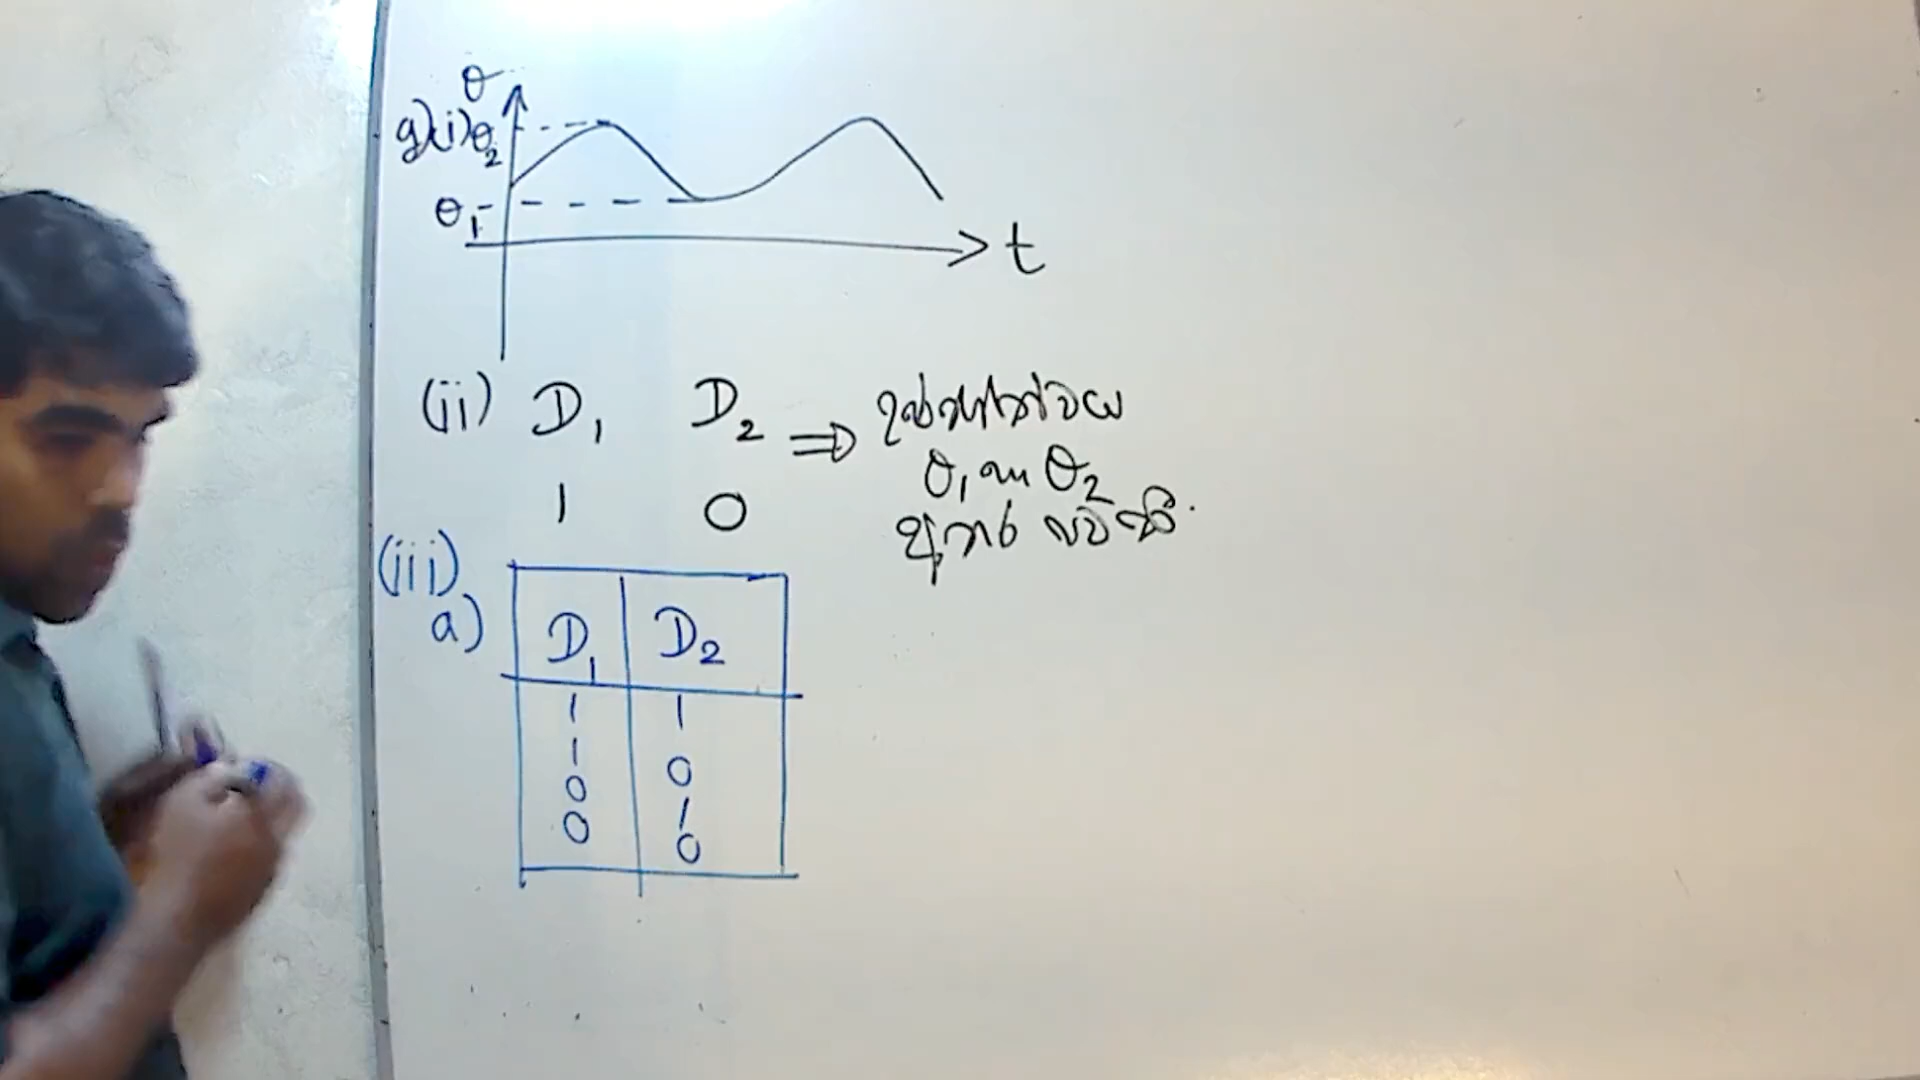 θ
g)(i) θ₂
θ₁
t
(ii) D₁ D₂ ⇒ උෂ්ණත්වය
θ₁ හා θ₂
1 0 අතර පවතී.
(iii)
a) D₁ D₂
1 1
1 0
0 1
0 0